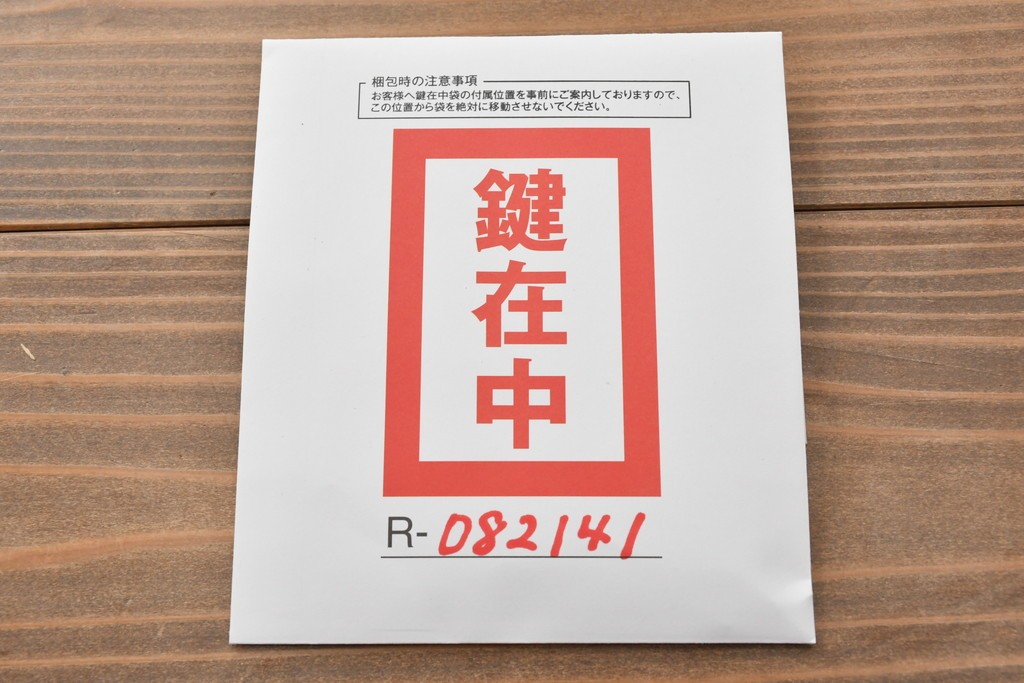 梱包時の注意事項
お客様へ鍵在中袋の付属位置を事前にご案内しておりますので、
この位置から袋を絶対に移動させないでください。
鍵在中
R-082141